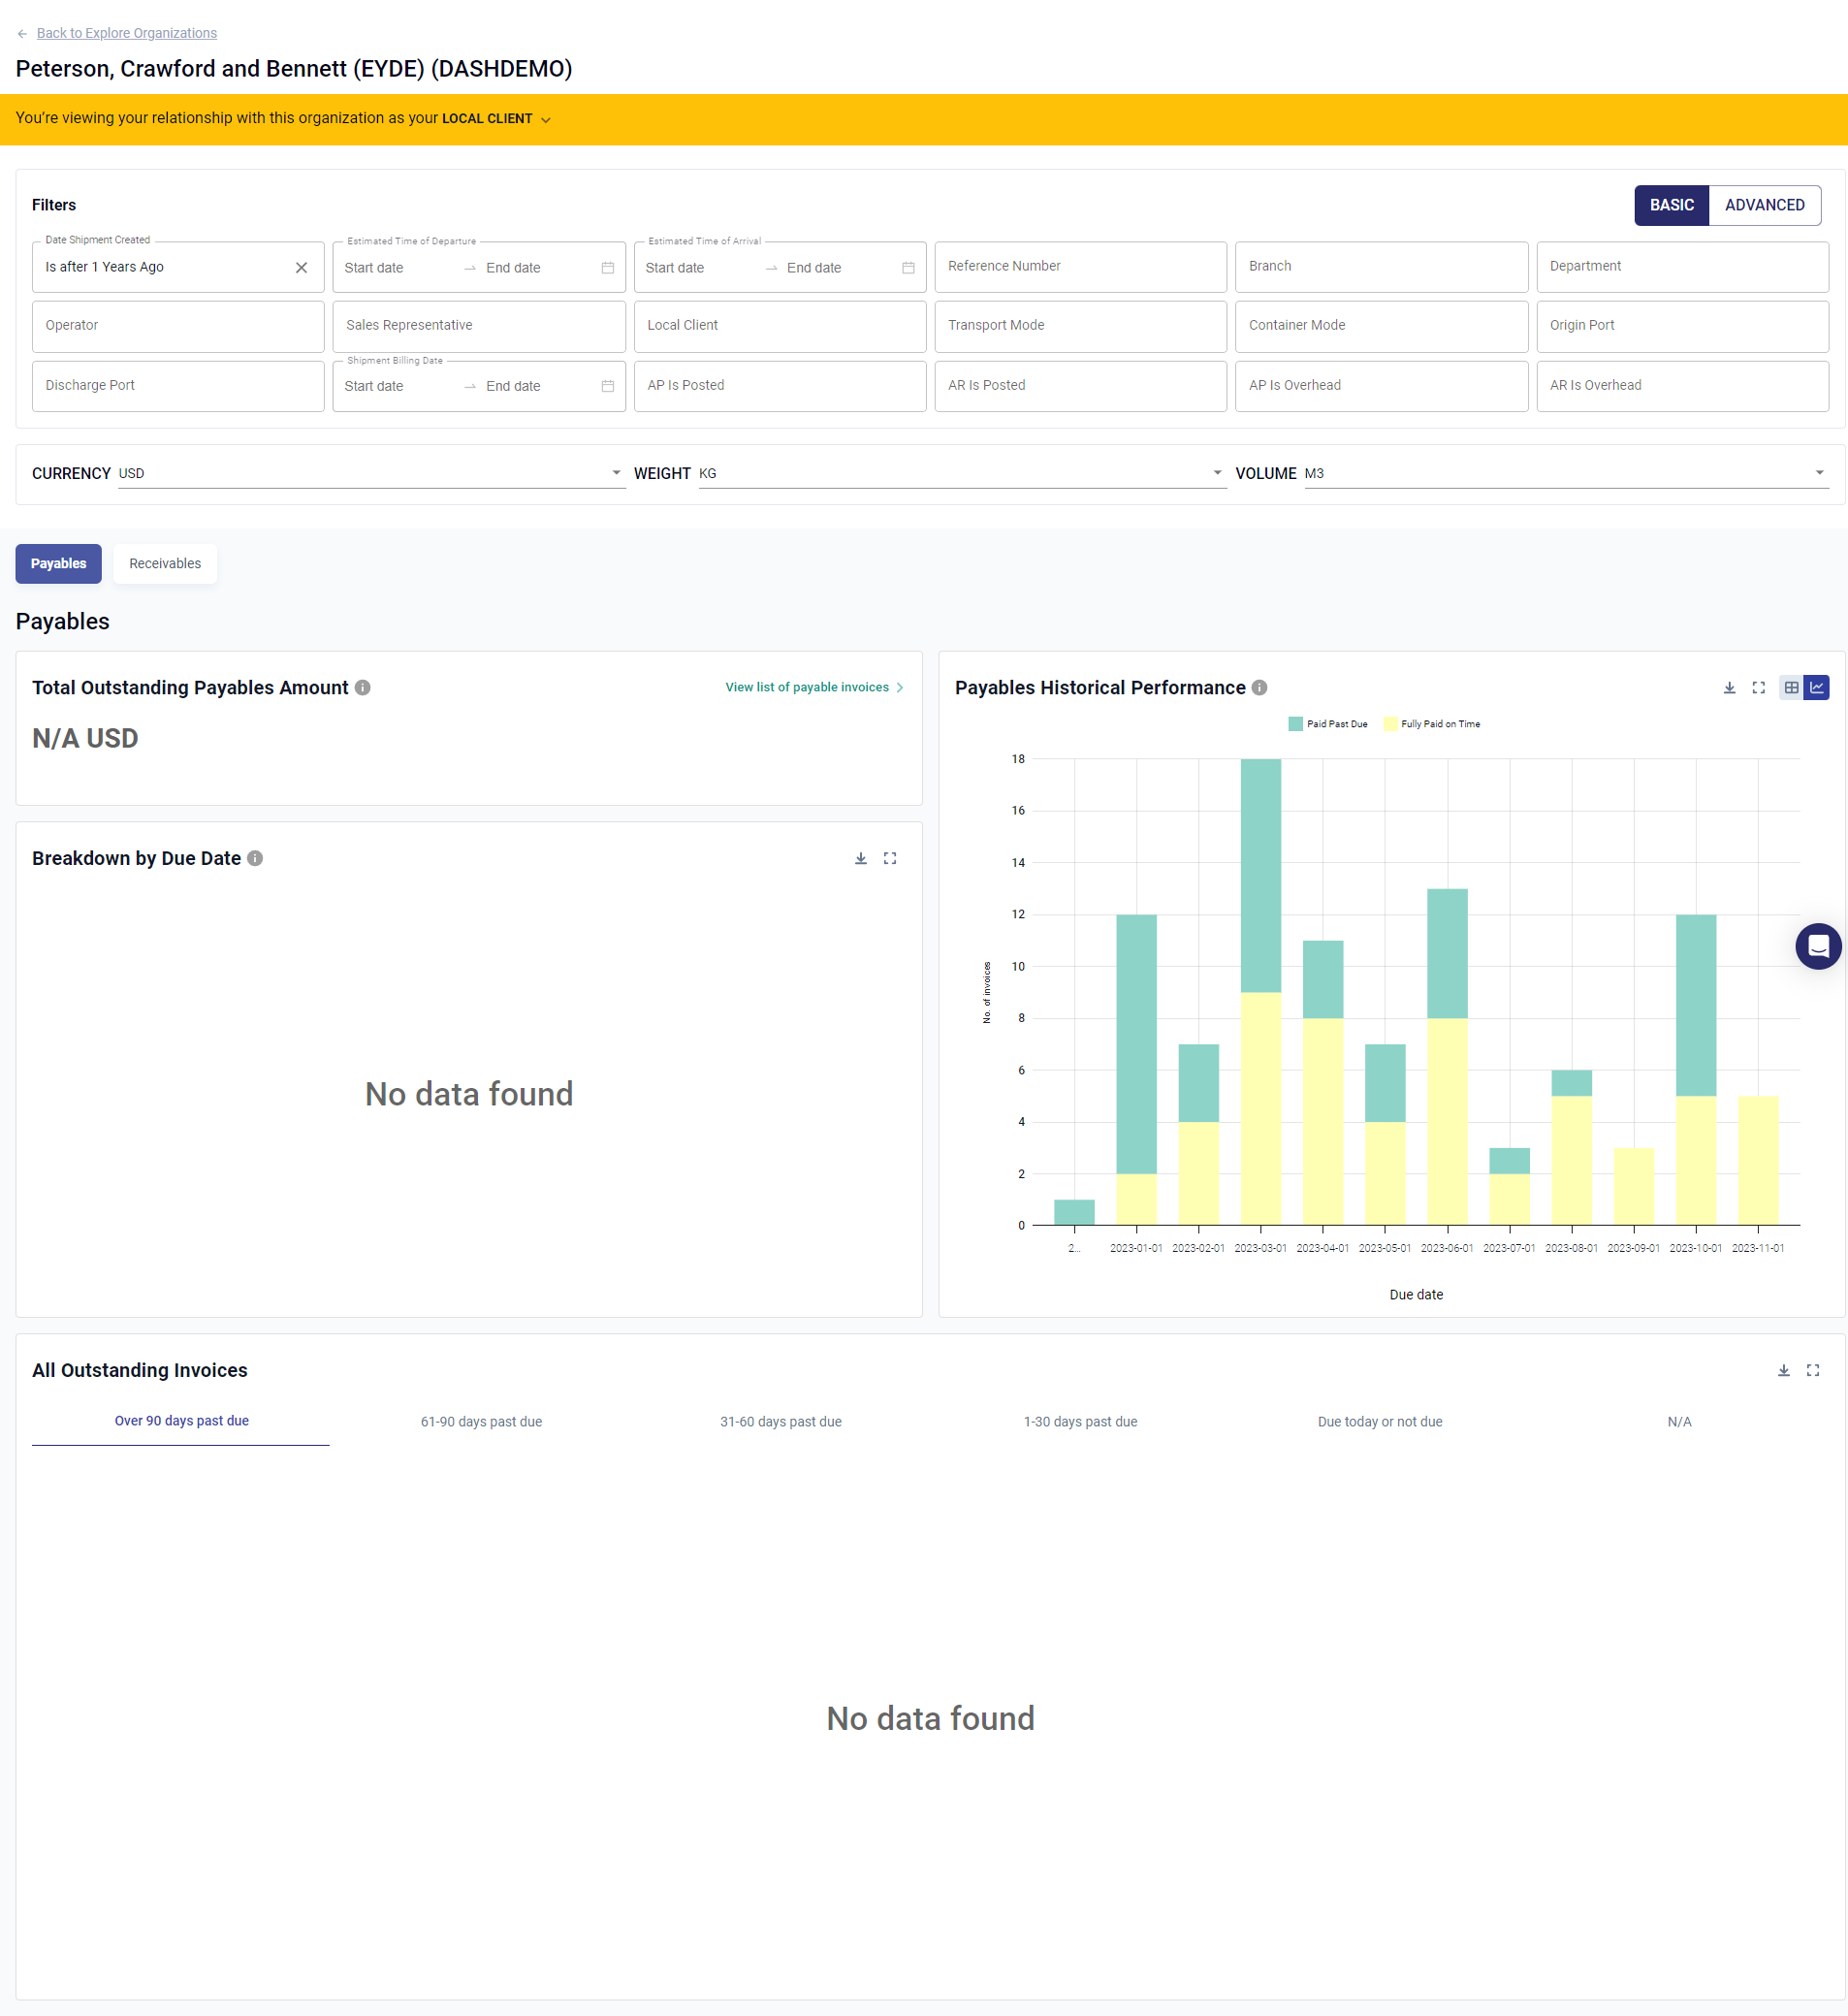 Back to Explore Organizations
Peterson, Crawford and Bennett (EYDE) (DASHDEMO)
You're viewing your relationship with this organization as your LOCAL CLIENT
Filters
BASIC ADVANCED
Date Shipment Created Estimated Time of Departure Estimated Time of Arrival
Is after 1 Years Ago Start date End date Start date End date Reference Number Branch Department
Operator Sales Representative Local Client Transport Mode Container Mode Origin Port
Shipment Billing Date
Discharge Port Start date End date AP Is Posted AR Is Posted AP Is Overhead AR Is Overhead
CURRENCY USD WEIGHT KG VOLUME M3
Payables Receivables
Payables
Total Outstanding Payables Amount
View list of payable invoices
N/A USD
Breakdown by Due Date
No data found
Payables Historical Performance
Paid Past Due Fully Paid on Time
18
16
14
12
10
8
6
4
2
0
No. of invoices
2... 2023-01-01 2023-02-01 2023-03-01 2023-04-01 2023-05-01 2023-06-01 2023-07-01 2023-08-01 2023-09-01 2023-10-01 2023-11-01
Due date
All Outstanding Invoices
Over 90 days past due 61-90 days past due 31-60 days past due 1-30 days past due Due today or not due N/A
No data found